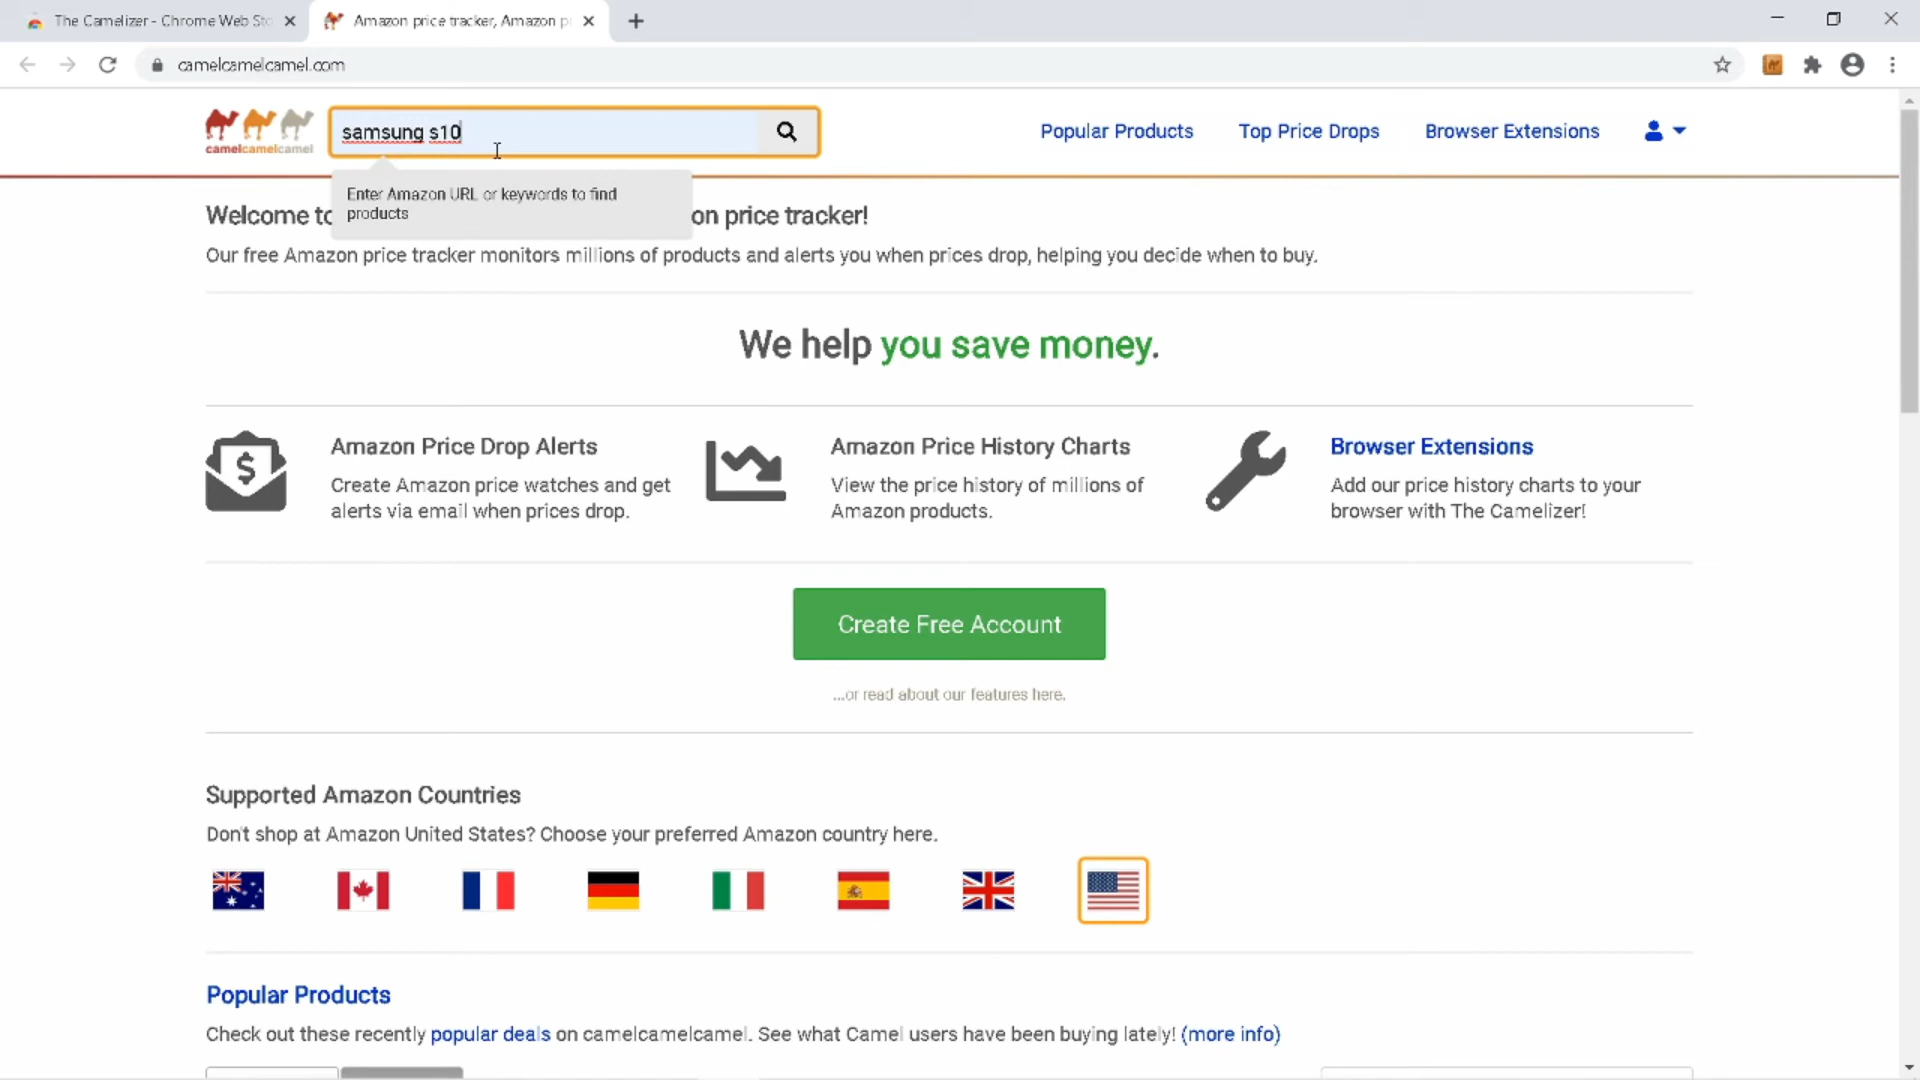 The Camelizer - Chrome Web Sto
Amazon price tracker, Amazon p
camelcamelcamel.com
camelcamelcamel
samsung s10
Popular Products
Top Price Drops
Browser Extensions
Enter Amazon URL or keywords to find
products
Welcome to
on price tracker!
Our free Amazon price tracker monitors millions of products and alerts you when prices drop, helping you decide when to buy.
We help you save money.
Amazon Price Drop Alerts
Create Amazon price watches and get
alerts via email when prices drop.
Amazon Price History Charts
View the price history of millions of
Amazon products.
Browser Extensions
Add our price history charts to your
browser with The Camelizer!
Create Free Account
...or read about our features here.
Supported Amazon Countries
Don't shop at Amazon United States? Choose your preferred Amazon country here.
Popular Products
Check out these recently popular deals on camelcamelcamel. See what Camel users have been buying lately! (more info)